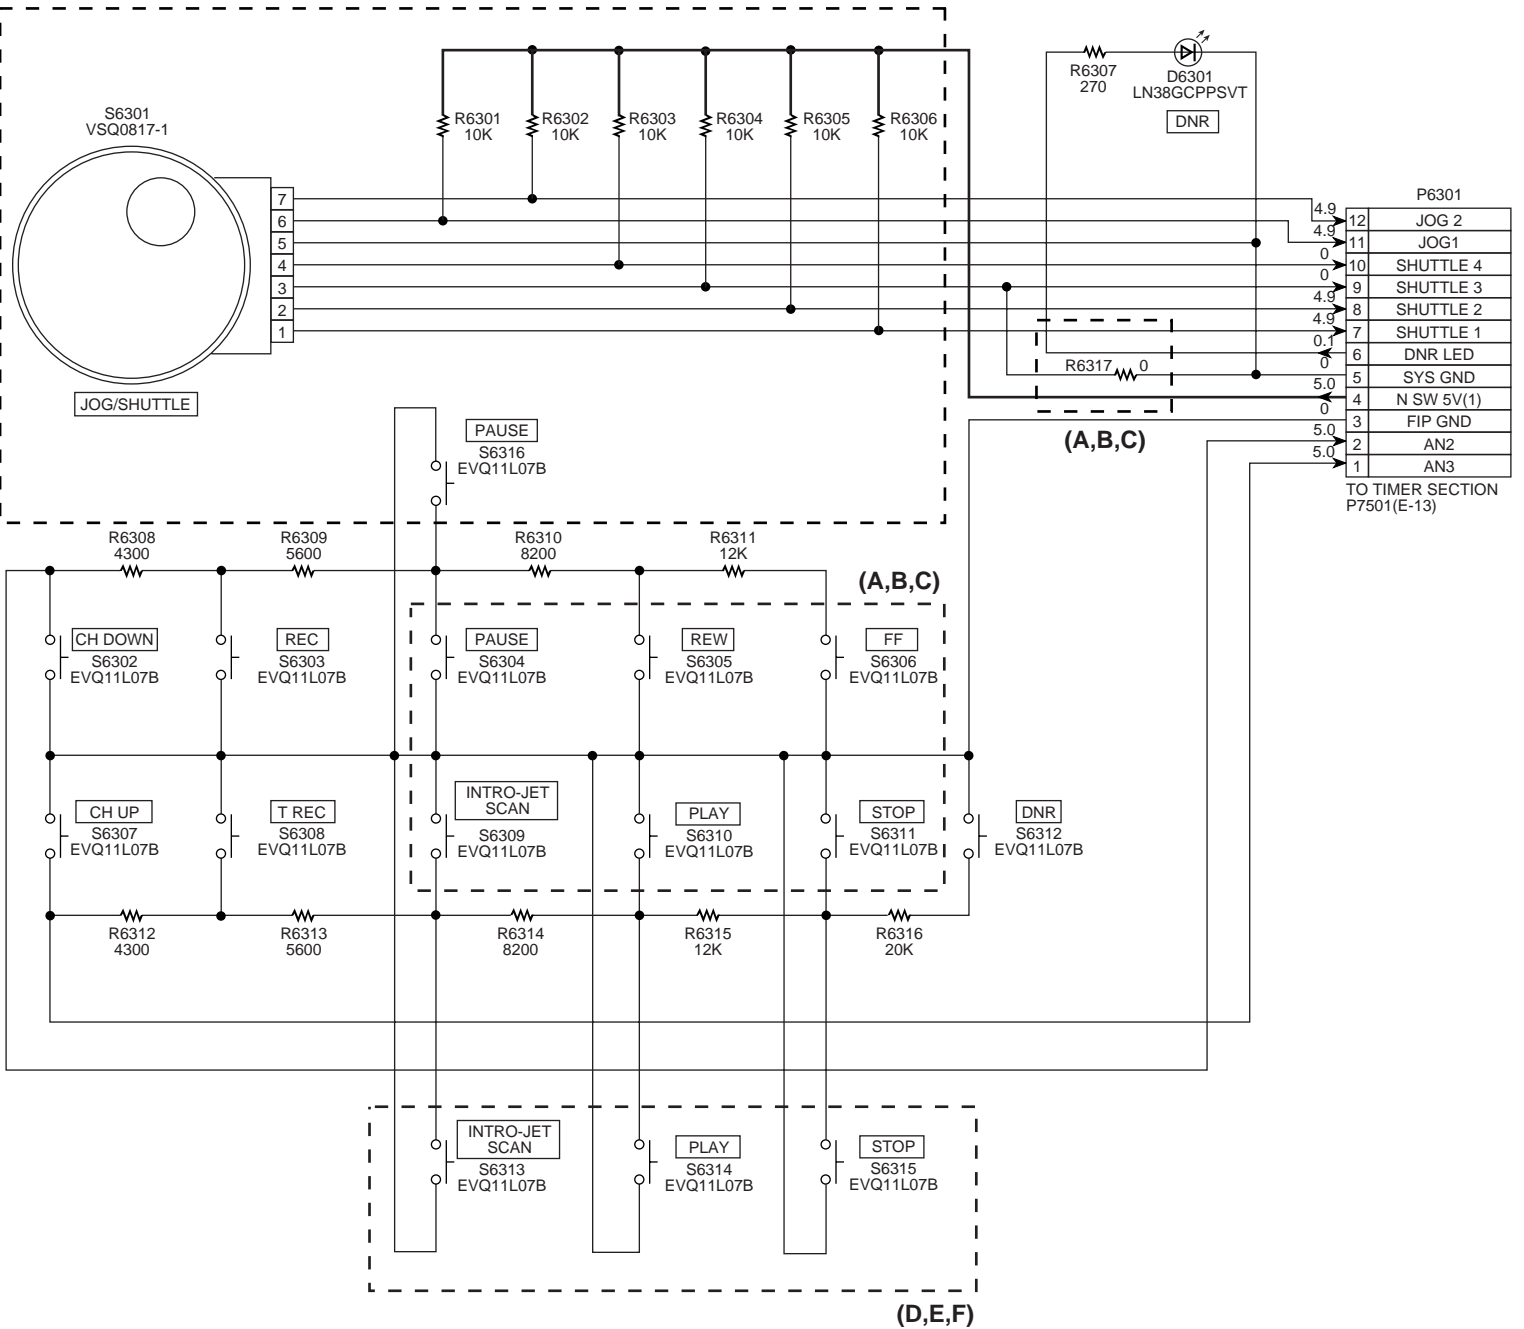 S6301
VSQ0817-1
JOG/SHUTTLE
7
6
5
4
3
2
1
R6301
10K
R6302
10K
R6303
10K
R6304
10K
R6305
10K
R6306
10K
R6307
270
D6301
LN38GCPPSVT
DNR
P6301
4.9 12 JOG 2
4.9 11 JOG1
0 10 SHUTTLE 4
0 9 SHUTTLE 3
4.9 8 SHUTTLE 2
4.9 7 SHUTTLE 1
0.1 6 DNR LED
0 5 SYS GND
5.0 4 N SW 5V(1)
0 3 FIP GND
5.0 2 AN2
5.0 1 AN3
TO TIMER SECTION
P7501(E-13)
R6317 0
(A,B,C)
PAUSE
S6316
EVQ11L07B
R6308
4300
R6309
5600
R6310
8200
R6311
12K
(A,B,C)
CH DOWN
S6302
EVQ11L07B
REC
S6303
EVQ11L07B
PAUSE
S6304
EVQ11L07B
REW
S6305
EVQ11L07B
FF
S6306
EVQ11L07B
CH UP
S6307
EVQ11L07B
T REC
S6308
EVQ11L07B
INTRO-JET
SCAN
S6309
EVQ11L07B
PLAY
S6310
EVQ11L07B
STOP
S6311
EVQ11L07B
DNR
S6312
EVQ11L07B
R6312
4300
R6313
5600
R6314
8200
R6315
12K
R6316
20K
INTRO-JET
SCAN
S6313
EVQ11L07B
PLAY
S6314
EVQ11L07B
STOP
S6315
EVQ11L07B
(D,E,F)